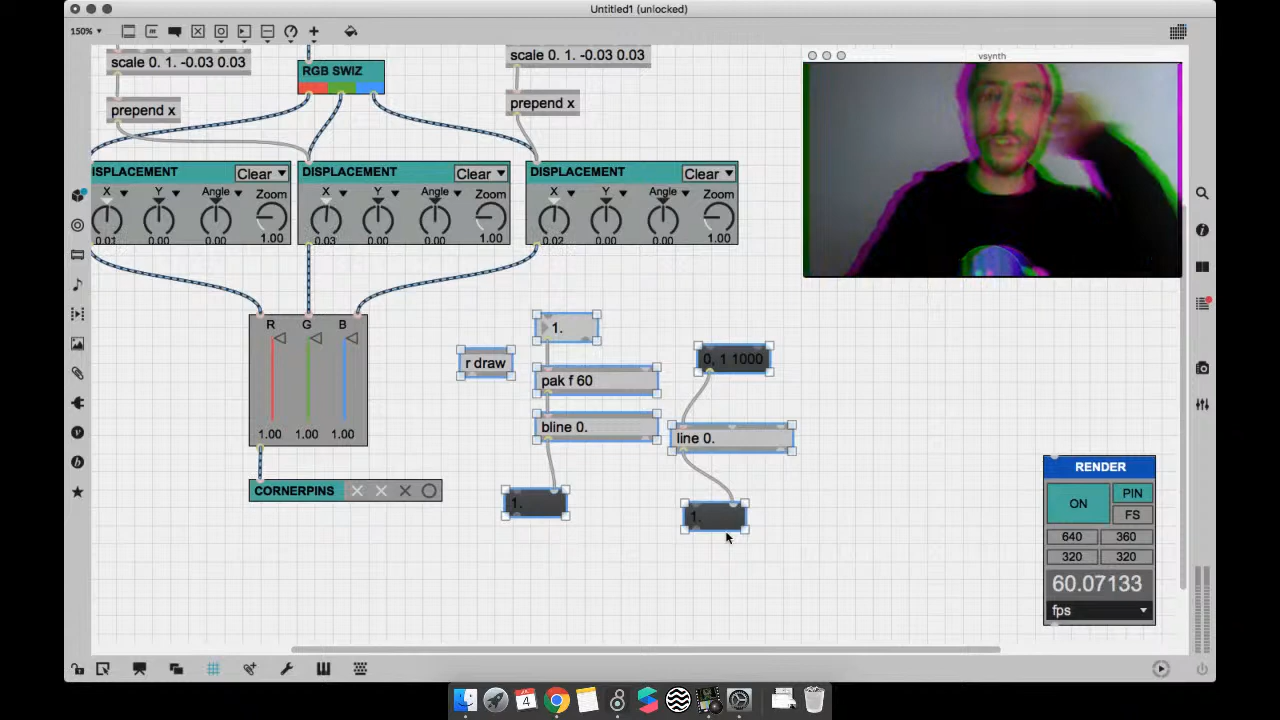 Untitled1 (unlocked)
150%
vsynth
scale 0. 1. -0.03 0.03
scale 0. 1. -0.03 0.03
RGB SWIZ
prepend x
prepend x
ISPLACEMENT
Clear
DISPLACEMENT
Clear
DISPLACEMENT
Clear
X
Y
Angle
Zoom
X
Y
Angle
Zoom
X
Y
Angle
Zoom
0.01
0.00
0.00
1.00
0.03
0.00
0.00
1.00
0.02
0.00
0.00
1.00
R
G
B
1.00
1.00
1.00
CORNERPINS
r draw
1.
pak f 60
bline 0.
1.
0, 1 1000
line 0.
1.
RENDER
ON
PIN
FS
640
360
320
320
60.07133
fps
4